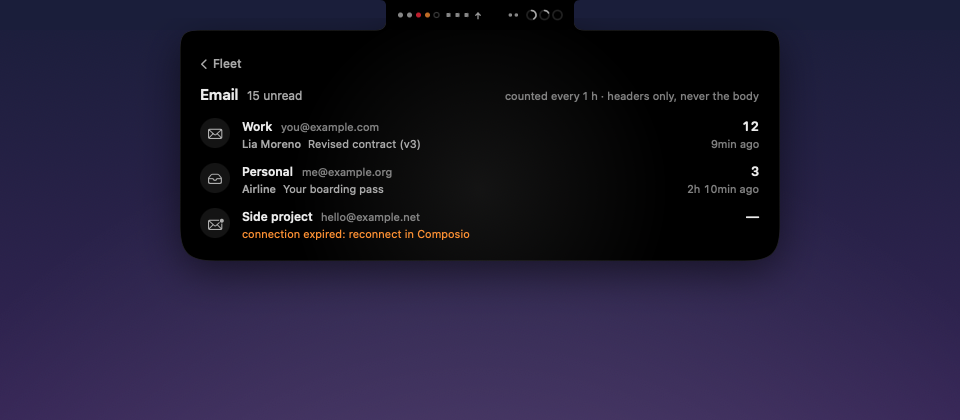 Fleet
Email 15 unread
counted every 1 h · headers only, never the body
Work you@example.com
12
Lia Moreno Revised contract (v3)
9min ago
Personal me@example.org
3
Airline Your boarding pass
2h 10min ago
Side project hello@example.net
—
connection expired: reconnect in Composio